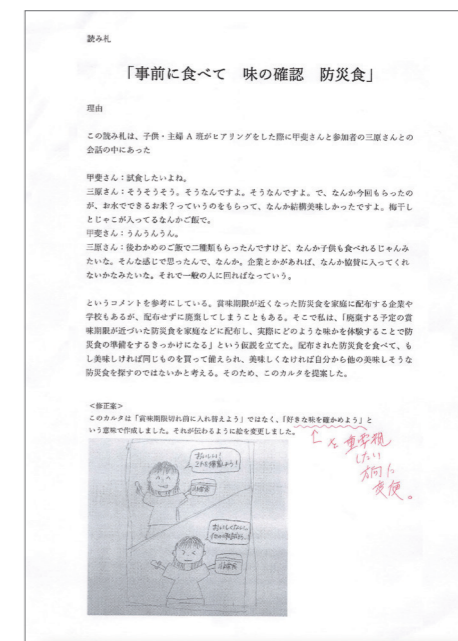 読み札
「事前に食べて　味の確認　防災食」
理由
この読み札は、子供・主婦 A 班がヒアリングをした際に甲斐さんと参加者の三原さんとの
会話の中にあった
甲斐さん：試食したいよね。
三原さん：そうそうそう。そうなんですよ。そうなんですよ。で、なんか今回もらったの
が、お水でできるお米？っていうのをもらって、なんか結構美味しかったですよ。梅干し
とじゃこが入ってるなんかご飯で。
甲斐さん：うんうんうん。
三原さん：後わかめのご飯で二種類もらったんですけど、なんか子供も食べれるじゃんみ
たいな。そんな感じで思ったんで、なんか。企業とかがあれば、なんか協賛に入ってくれ
ないかなみたいな。それで一般の人に回ればなっていう。
というコメントを参考にしている。賞味期限が近くなった防災食を家庭に配布する企業や
学校もあるが、配布せずに廃棄してしまうこともある。そこで私は、「廃棄する予定の賞
味期限が近づいた防災食を家庭などに配布し、実際にどのような味かを体験することで防
災食の準備をするきっかけになる」という仮説を立てた。配布された防災食を食べて、も
し美味しければ同じものを買って備えられ、美味しくなければ自分から他の美味しそうな
防災食を探すのではないかと考える。そのため、このカルタを提案した。
<修正案>
このカルタは「賞味期限切れ前に入れ替えよう」ではなく、「好きな味を確かめよう」と
いう意味で作成しました。それが伝わるように絵を変更しました。
↑を重要視
したい
方向に
変更。
おいしい!
これを備蓄しよう!